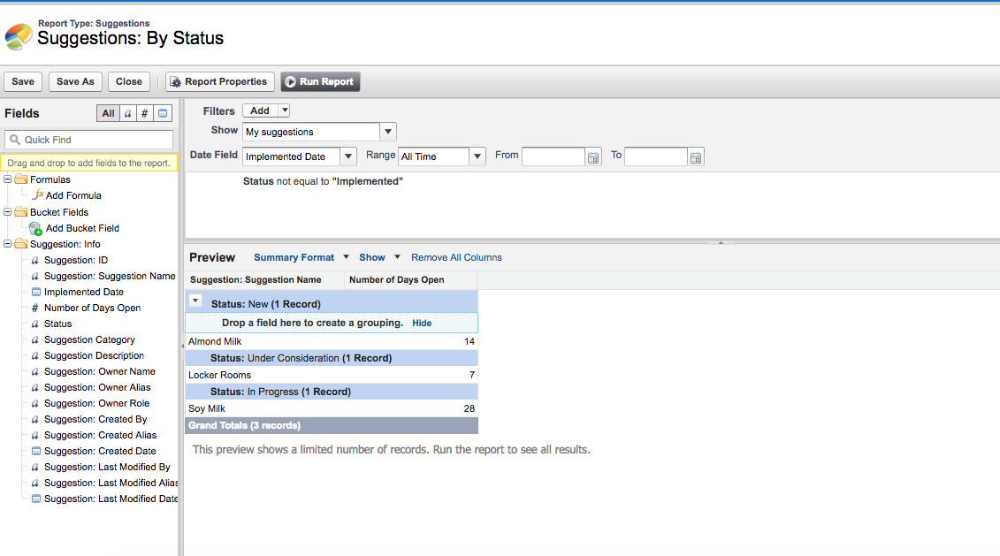 Report Type: Suggestions
Suggestions: By Status
Save Save As Close Report Properties Run Report
Fields All a #
Quick Find
Drag and drop to add fields to the report.
Formulas
Add Formula
Bucket Fields
Add Bucket Field
Suggestion: Info
a Suggestion: ID
a Suggestion: Suggestion Name
Implemented Date
# Number of Days Open
a Status
a Suggestion Category
a Suggestion Description
a Suggestion: Owner Name
a Suggestion: Owner Alias
a Suggestion: Owner Role
a Suggestion: Created By
a Suggestion: Created Alias
Suggestion: Created Date
a Suggestion: Last Modified By
a Suggestion: Last Modified Alias
Suggestion: Last Modified Date
Filters Add
Show My suggestions
Date Field Implemented Date Range All Time From To
Status not equal to "Implemented"
Preview Summary Format Show Remove All Columns
Suggestion: Suggestion Name Number of Days Open
Status: New (1 Record)
Drop a field here to create a grouping. Hide
Almond Milk 14
Status: Under Consideration (1 Record)
Locker Rooms 7
Status: In Progress (1 Record)
Soy Milk 28
Grand Totals (3 records)
This preview shows a limited number of records. Run the report to see all results.